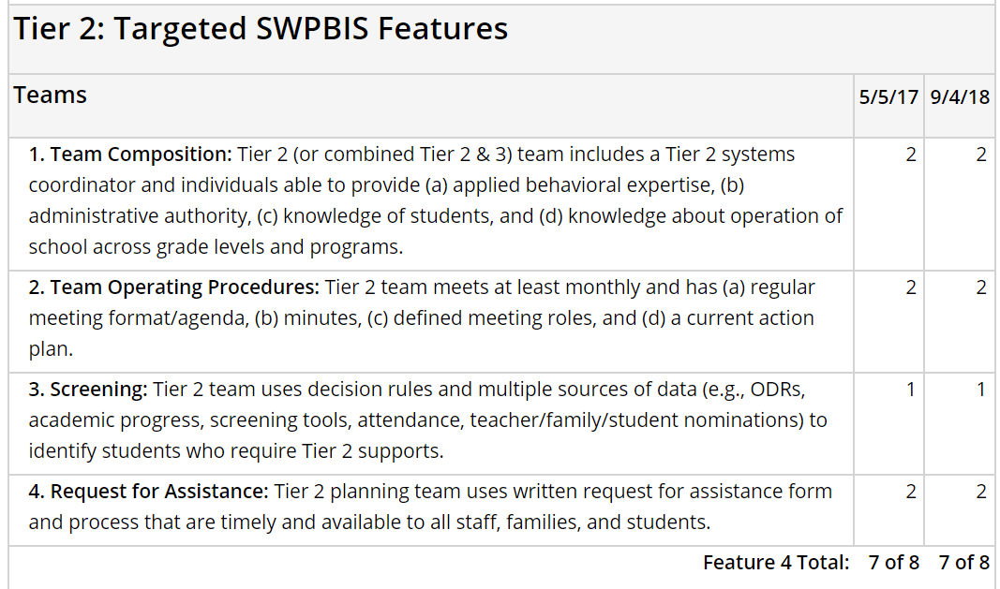 Tier 2: Targeted SWPBIS Features
Teams 5/5/17 9/4/18
1. Team Composition: Tier 2 (or combined Tier 2 & 3) team includes a Tier 2 systems 2 2
coordinator and individuals able to provide (a) applied behavioral expertise, (b)
administrative authority, (c) knowledge of students, and (d) knowledge about operation of
school across grade levels and programs.
2. Team Operating Procedures: Tier 2 team meets at least monthly and has (a) regular 2 2
meeting format/agenda, (b) minutes, (c) defined meeting roles, and (d) a current action
plan.
3. Screening: Tier 2 team uses decision rules and multiple sources of data (e.g., ODRs, 1 1
academic progress, screening tools, attendance, teacher/family/student nominations) to
identify students who require Tier 2 supports.
4. Request for Assistance: Tier 2 planning team uses written request for assistance form 2 2
and process that are timely and available to all staff, families, and students.
Feature 4 Total: 7 of 8 7 of 8